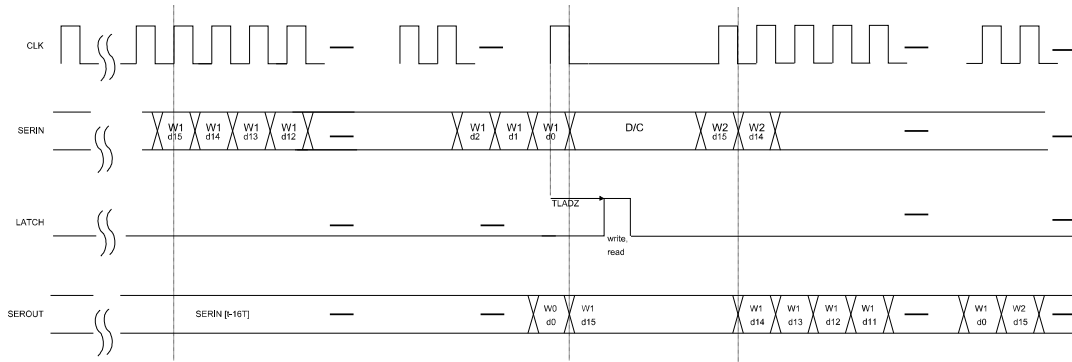 CLK
SERIN
W1 d15
W1 d14
W1 d13
W1 d12
W1 d2
W1 d1
W1 d0
D/C
W2 d15
W2 d14
LATCH
TLADZ
write,
read
SEROUT
SERIN [t-16T]
W0 d0
W1 d15
W1 d14
W1 d13
W1 d12
W1 d11
W1 d0
W2 d15